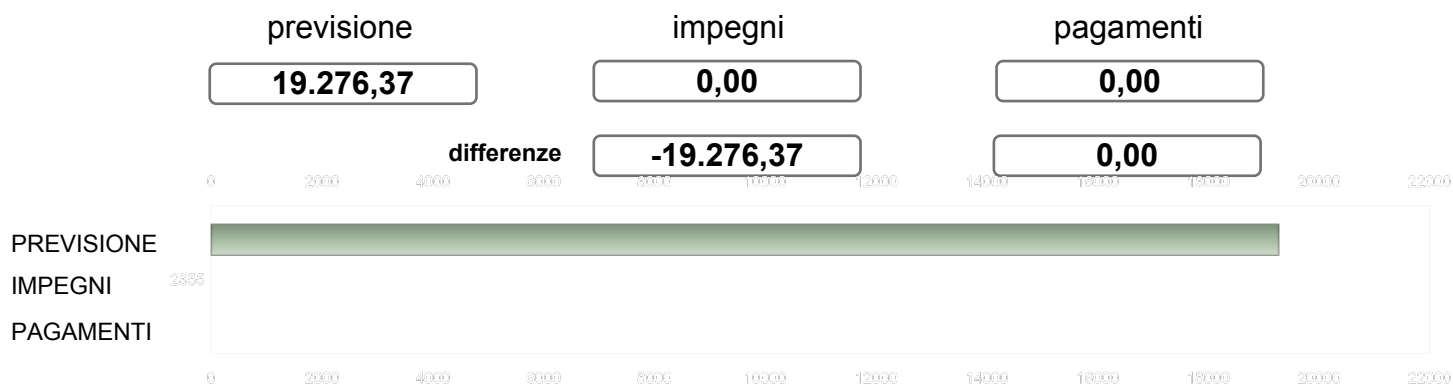 previsione impegni pagamenti
19.276,37 0,00 0,00
differenze -19.276,37 0,00
0 2000 4000 6000 8000 10000 12000 14000 16000 18000 20000 22000
PREVISIONE
IMPEGNI 2855
PAGAMENTI
0 2000 4000 6000 8000 10000 12000 14000 16000 18000 20000 22000